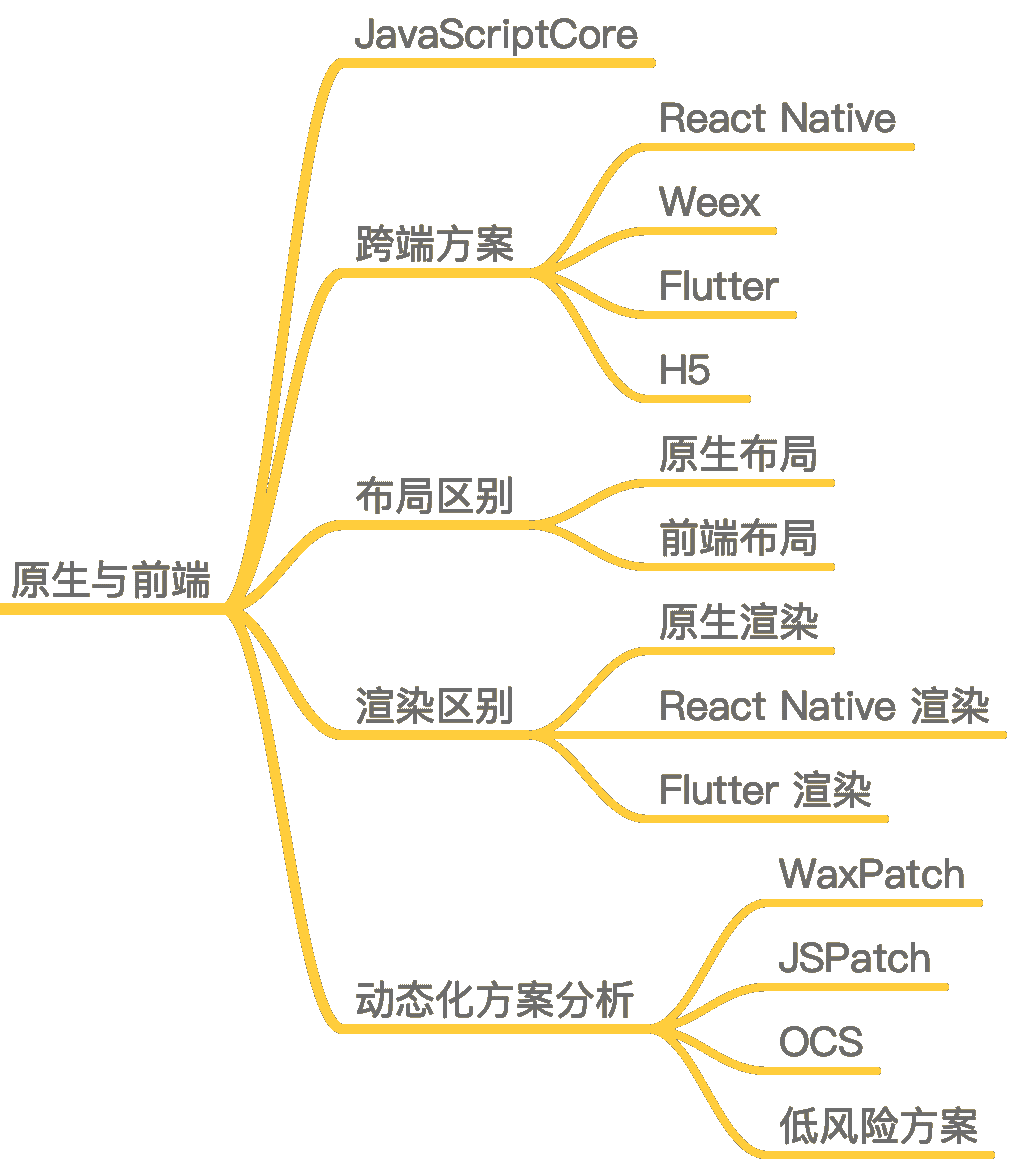 JavaScriptCore
React Native
Weex
跨端方案
Flutter
H5
原生布局
布局区别
前端布局
原生与前端
原生渲染
渲染区别
React Native 渲染
Flutter 渲染
WaxPatch
JSPatch
动态化方案分析
OCS
低风险方案